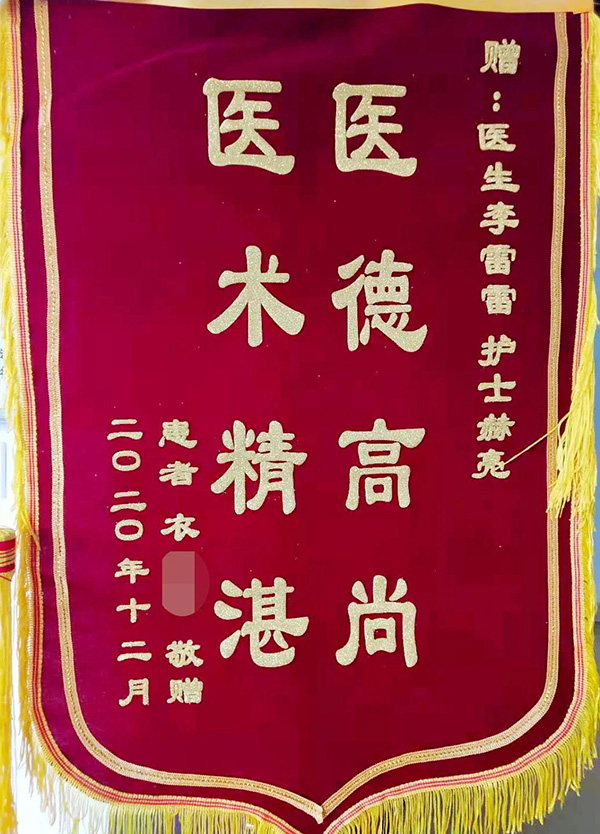 赠：医生李雷雷 护士赫亮
医德高尚
医术精湛
患者衣 敬赠
二〇二〇年十二月